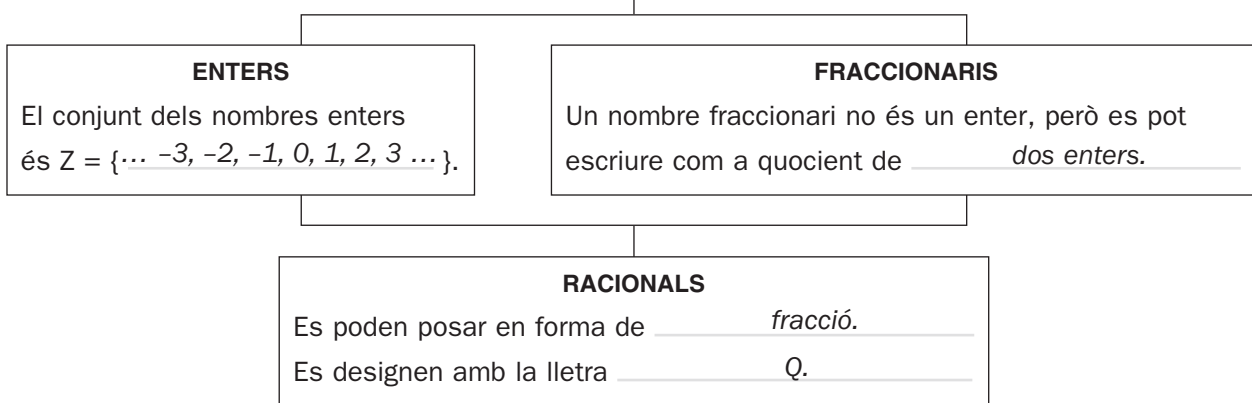 ENTERS
El conjunt dels nombres enters
és Z = {... –3, –2, –1, 0, 1, 2, 3 ... }.
FRACCIONARIS
Un nombre fraccionari no és un enter, però es pot
escriure com a quocient de dos enters.
RACIONALS
Es poden posar en forma de fracció.
Es designen amb la lletra Q.